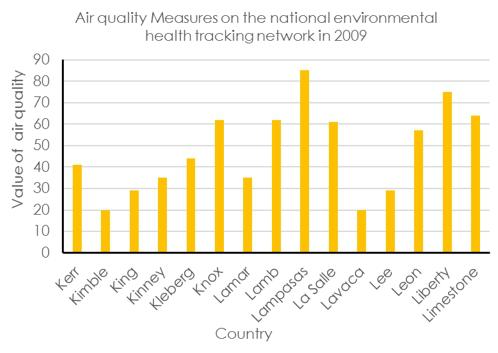 Air quality Measures on the national environmental
health tracking network in 2009
Value of air quality
90
80
70
60
50
40
30
20
10
0
Kerr
Kimble
King
Kinney
Kleberg
Knox
Lamar
Lamb
Lampasas
La Salle
Lavaca
Lee
Leon
Liberty
Limestone
Country